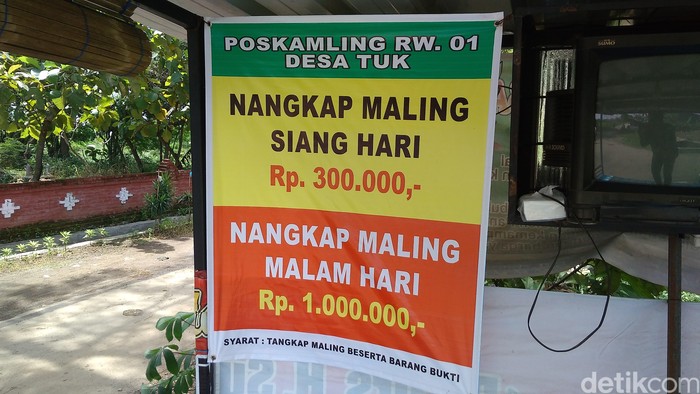 POSKAMLING RW. 01
DESA TUK
NANGKAP MALING
SIANG HARI
Rp. 300.000,-
NANGKAP MALING
MALAM HARI
Rp. 1.000.000,-
SYARAT : TANGKAP MALING BESERTA BARANG BUKTI
detikcom